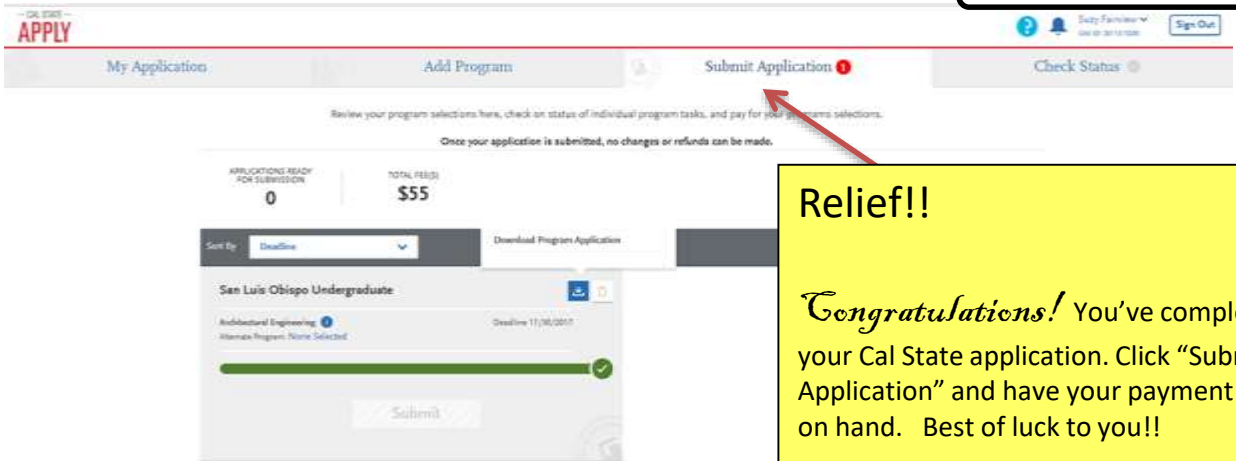 CAL STATE
APPLY
Sign Out
My Application
Add Program
Submit Application 1
Check Status
Review your program selections here, check on status of individual program tasks, and pay for your programs selections.
Once your application is submitted, no changes or refunds can be made.
APPLICATIONS READY
FOR SUBMISSION
0
TOTAL FEE(S)
$55
Sort By
Deadline
Download Program Application
San Luis Obispo Undergraduate
Architectural Engineering
Deadline 11/30/2017
Alternate Program: None Selected
Submit
Relief!!
Congratulations! You’ve comple
your Cal State application. Click “Subm
Application” and have your payment
on hand. Best of luck to you!!